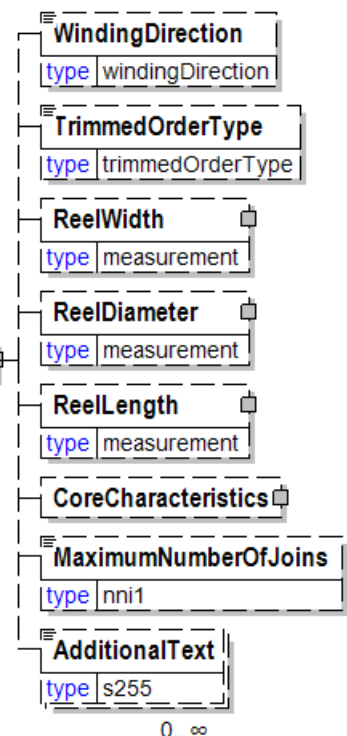 WindingDirection
type windingDirection
TrimmedOrderType
type trimmedOrderType
ReelWidth
type measurement
ReelDiameter
type measurement
ReelLength
type measurement
CoreCharacteristics
MaximumNumberOfJoins
type nni1
AdditionalText
type s255
0 ∞